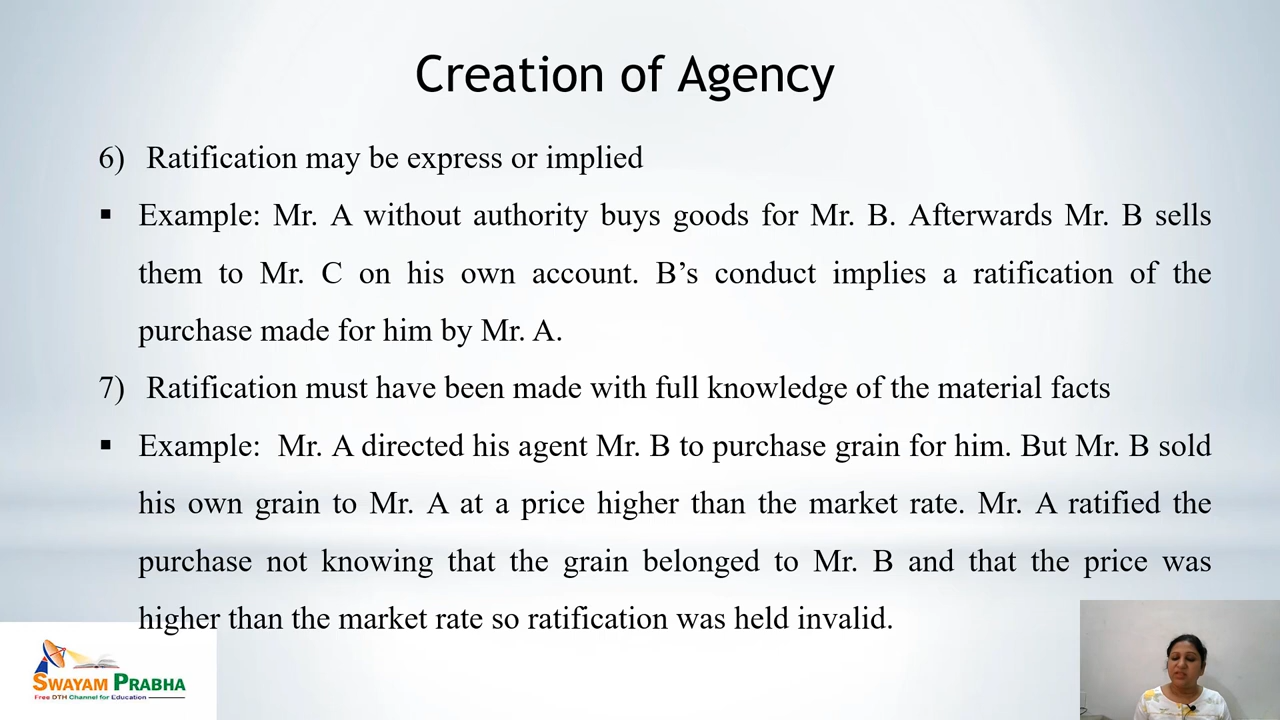 Creation of Agency
6) Ratification may be express or implied
▪ Example: Mr. A without authority buys goods for Mr. B. Afterwards Mr. B sells
them to Mr. C on his own account. B’s conduct implies a ratification of the
purchase made for him by Mr. A.
7) Ratification must have been made with full knowledge of the material facts
▪ Example: Mr. A directed his agent Mr. B to purchase grain for him. But Mr. B sold
his own grain to Mr. A at a price higher than the market rate. Mr. A ratified the
purchase not knowing that the grain belonged to Mr. B and that the price was
higher than the market rate so ratification was held invalid.
SWAYAM PRABHA
Free DTH Channel for Education